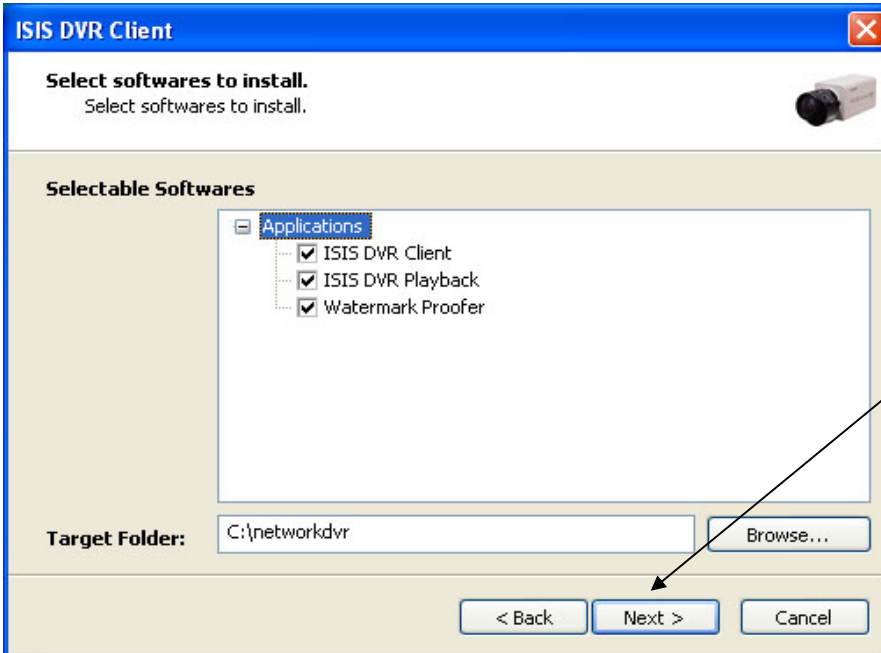 ISIS DVR Client
Select softwares to install.
Select softwares to install.
Selectable Softwares
Applications
ISIS DVR Client
ISIS DVR Playback
Watermark Proofer
Target Folder:
C:\networkdvr
Browse...
< Back
Next >
Cancel